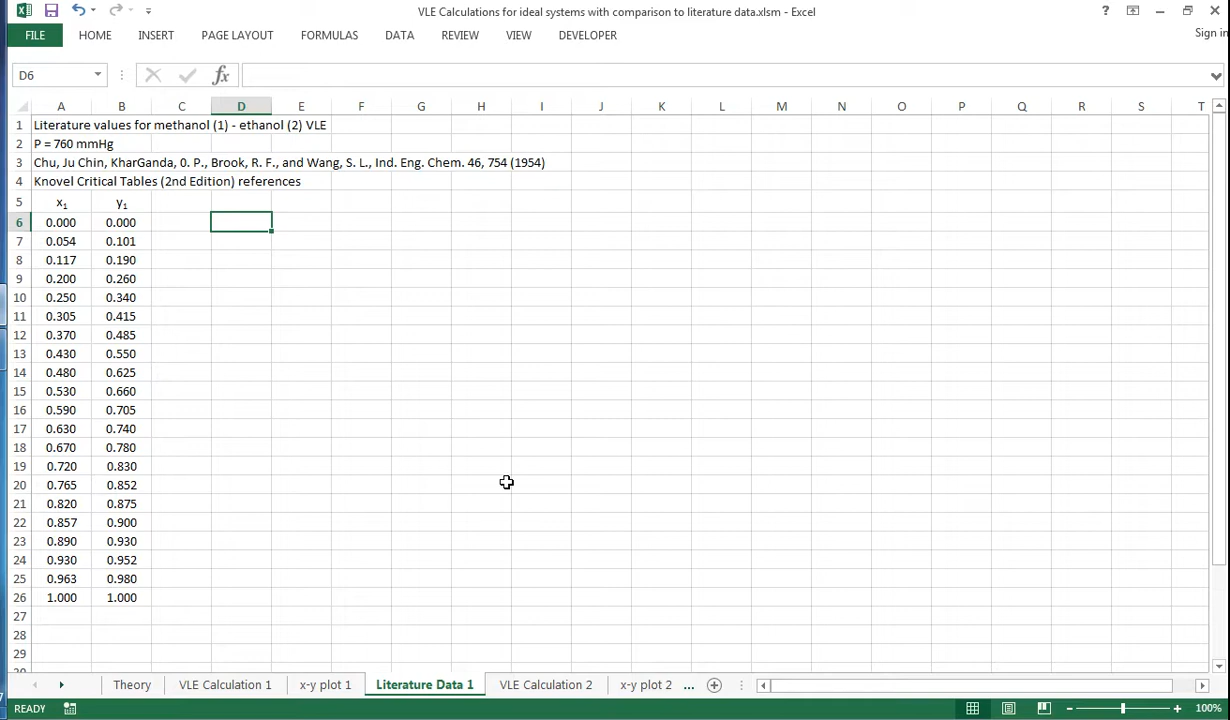 VLE Calculations for ideal systems with comparison to literature data.xlsm - Excel
?
FILE HOME INSERT PAGE LAYOUT FORMULAS DATA REVIEW VIEW DEVELOPER Sign in
D6 fx
A B C D E F G H I J K L M N O P Q R S T
1 Literature values for methanol (1) - ethanol (2) VLE
2 P = 760 mmHg
3 Chu, Ju Chin, KharGanda, 0. P., Brook, R. F., and Wang, S. L., Ind. Eng. Chem. 46, 754 (1954)
4 Knovel Critical Tables (2nd Edition) references
5 x₁ y₁
6 0.000 0.000
7 0.054 0.101
8 0.117 0.190
9 0.200 0.260
10 0.250 0.340
11 0.305 0.415
12 0.370 0.485
13 0.430 0.550
14 0.480 0.625
15 0.530 0.660
16 0.590 0.705
17 0.630 0.740
18 0.670 0.780
19 0.720 0.830
20 0.765 0.852
21 0.820 0.875
22 0.857 0.900
23 0.890 0.930
24 0.930 0.952
25 0.963 0.980
26 1.000 1.000
27
28
29
Theory VLE Calculation 1 x-y plot 1 Literature Data 1 VLE Calculation 2 x-y plot 2 ...
READY 100%